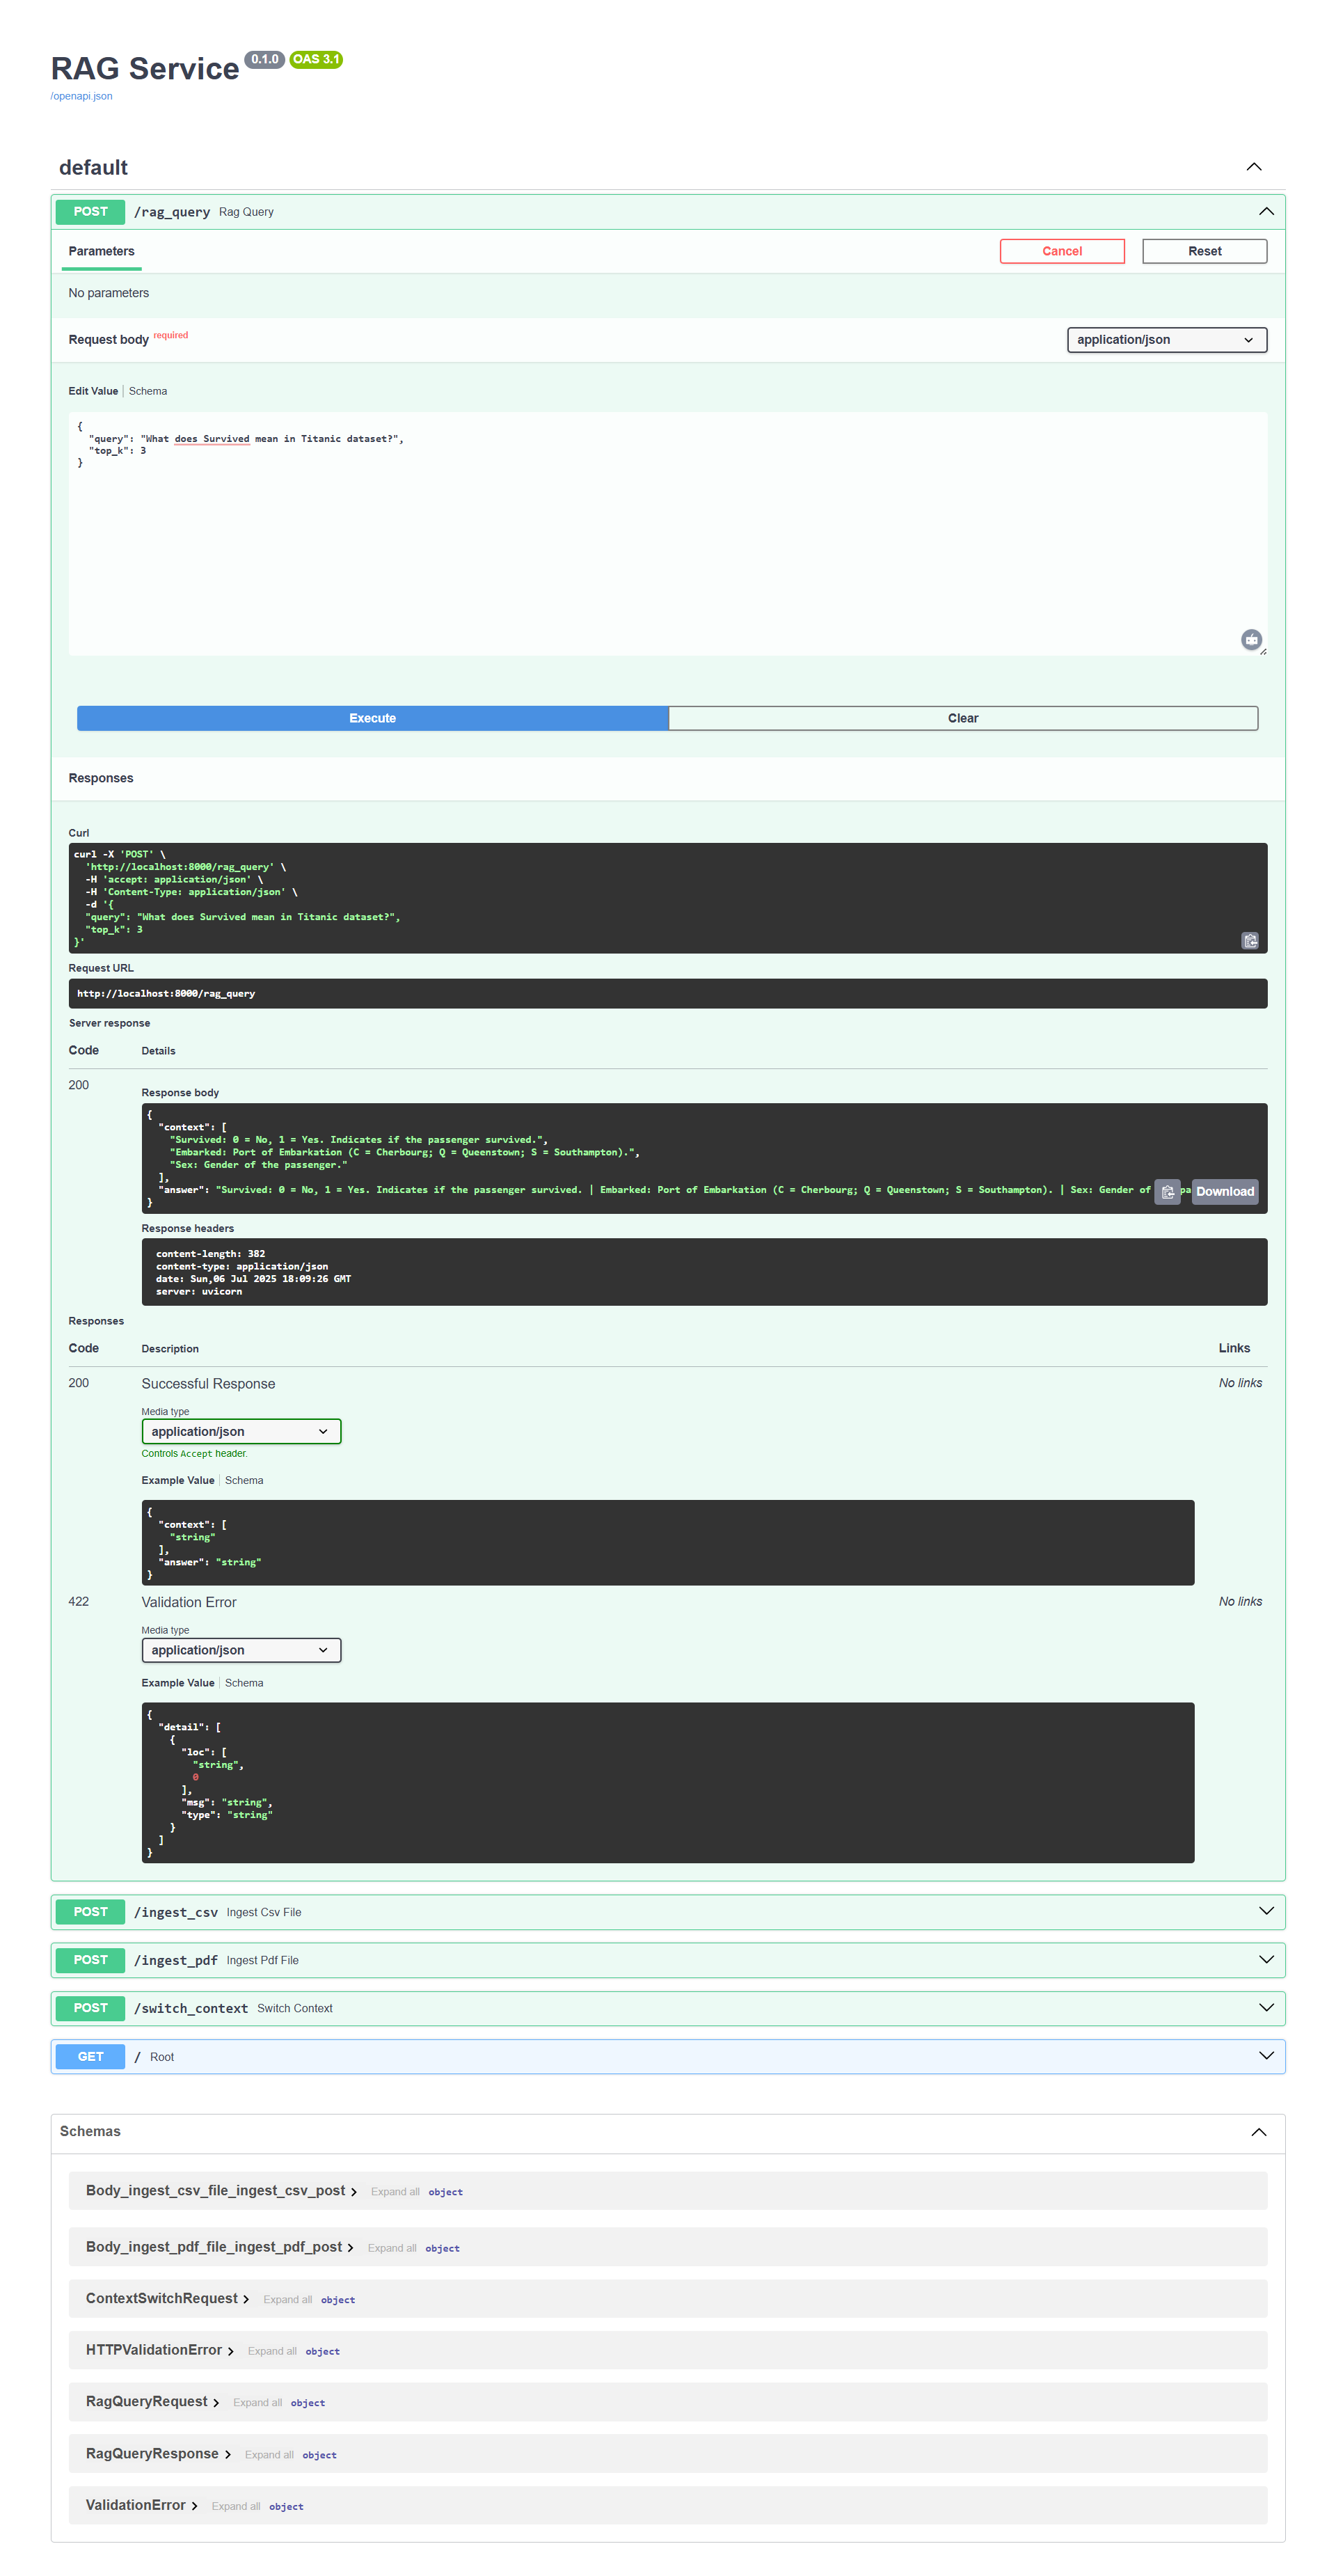 RAG Service 0.1.0 OAS 3.1
/openapi.json
default
POST /rag_query Rag Query
Parameters Cancel Reset
No parameters
Request body required application/json
Edit Value | Schema
{
  "query": "What does Survived mean in Titanic dataset?",
  "top_k": 3
}
Execute Clear
Responses
Curl
curl -X 'POST' \
  'http://localhost:8000/rag_query' \
  -H 'accept: application/json' \
  -H 'Content-Type: application/json' \
  -d '{
  "query": "What does Survived mean in Titanic dataset?",
  "top_k": 3
}'
Request URL
http://localhost:8000/rag_query
Server response
Code Details
200
Response body
{
  "context": [
    "Survived: 0 = No, 1 = Yes. Indicates if the passenger survived.",
    "Embarked: Port of Embarkation (C = Cherbourg; Q = Queenstown; S = Southampton).",
    "Sex: Gender of the passenger."
  ],
  "answer": "Survived: 0 = No, 1 = Yes. Indicates if the passenger survived. | Embarked: Port of Embarkation (C = Cherbourg; Q = Queenstown; S = Southampton). | Sex: Gender of
}
Download
Response headers
content-length: 382
content-type: application/json
date: Sun,06 Jul 2025 18:09:26 GMT
server: uvicorn
Responses
Code Description Links
200 Successful Response No links
Media type
application/json
Controls Accept header.
Example Value | Schema
{
  "context": [
    "string"
  ],
  "answer": "string"
}
422 Validation Error No links
Media type
application/json
Example Value | Schema
{
  "detail": [
    {
      "loc": [
        "string",
        0
      ],
      "msg": "string",
      "type": "string"
    }
  ]
}
POST /ingest_csv Ingest Csv File
POST /ingest_pdf Ingest Pdf File
POST /switch_context Switch Context
GET / Root
Schemas
Body_ingest_csv_file_ingest_csv_post Expand all object
Body_ingest_pdf_file_ingest_pdf_post Expand all object
ContextSwitchRequest Expand all object
HTTPValidationError Expand all object
RagQueryRequest Expand all object
RagQueryResponse Expand all object
ValidationError Expand all object